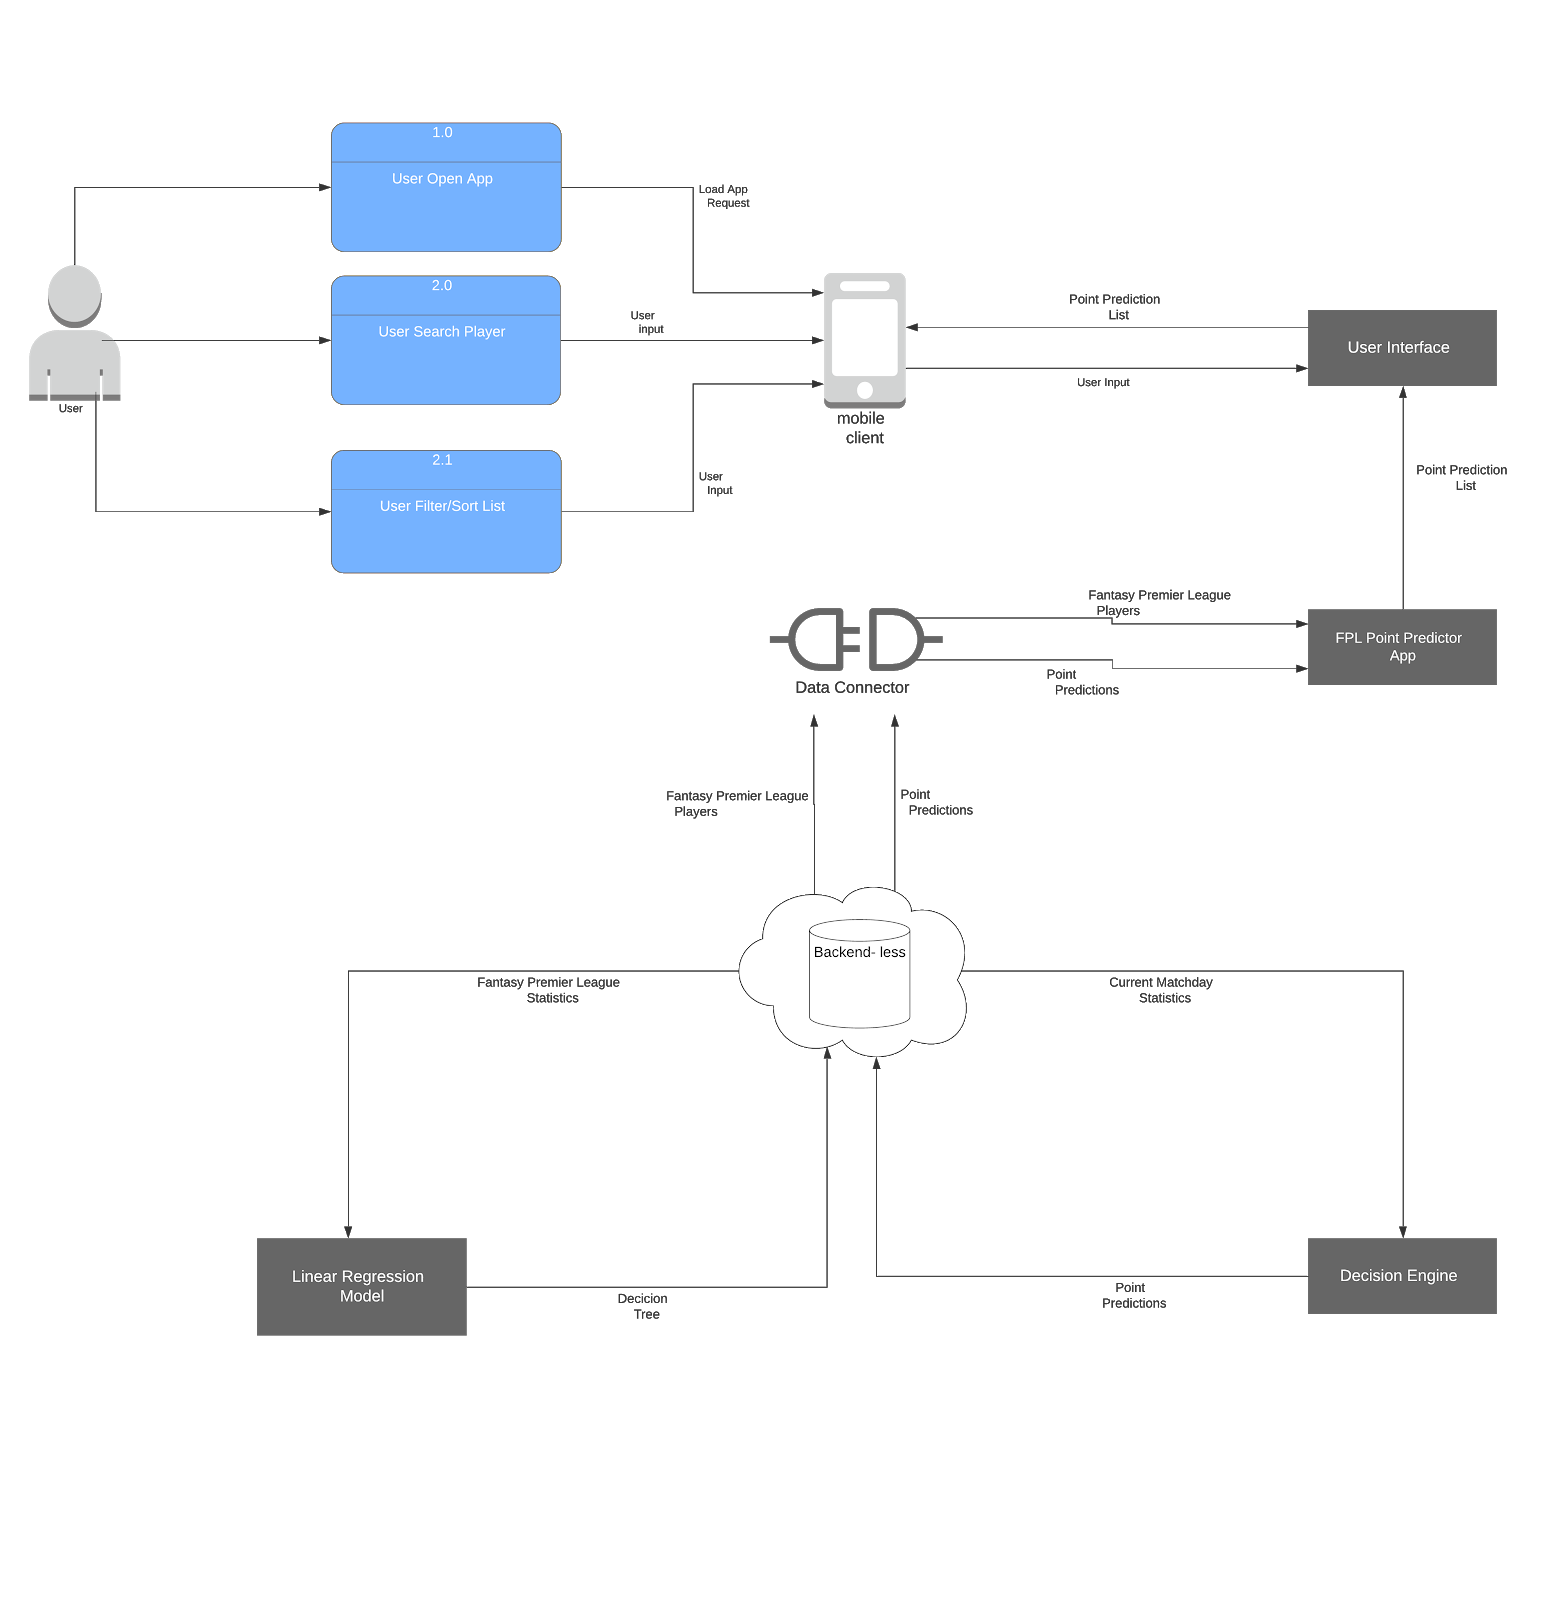 1.0
User Open App
Load App
Request
2.0
User Search Player
User
input
User
2.1
User Filter/Sort List
User
Input
mobile
client
Point Prediction
List
User Input
User Interface
Point Prediction
List
Fantasy Premier League
Players
Point
Predictions
FPL Point Predictor
App
Data Connector
Fantasy Premier League
Players
Point
Predictions
Backend- less
Fantasy Premier League
Statistics
Current Matchday
Statistics
Linear Regression
Model
Decicion
Tree
Point
Predictions
Decision Engine